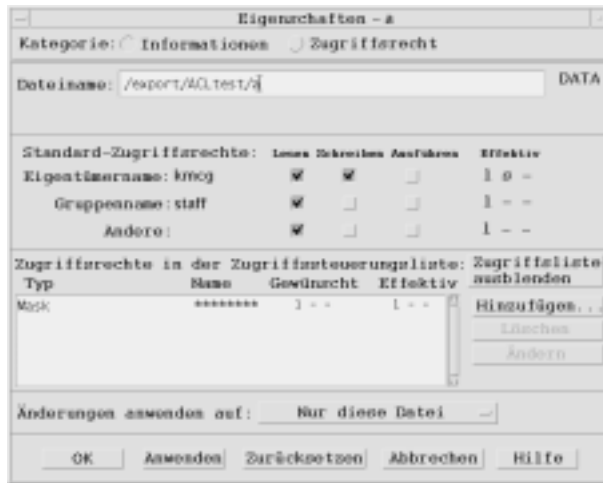 Eigenschaften - a
Kategorie: Informationen Zugriffsrecht
Dateiname: /export/ACLtest/a DATA
Standard-Zugriffsrechte: Lesen Schreiben Ausführen Effektiv
Eigentümername: kmcg l s -
Gruppenname: staff l - -
Andere: l - -
Zugriffsrechte in der Zugriffssteuerungsliste: Zugriffsliste
Typ Name Gewünscht Effektiv ausblenden
Mask ******** l - - l - - Hinzufügen...
Löschen
Ändern
Änderungen anwenden auf: Nur diese Datei
OK Anwenden Zurücksetzen Abbrechen Hilfe